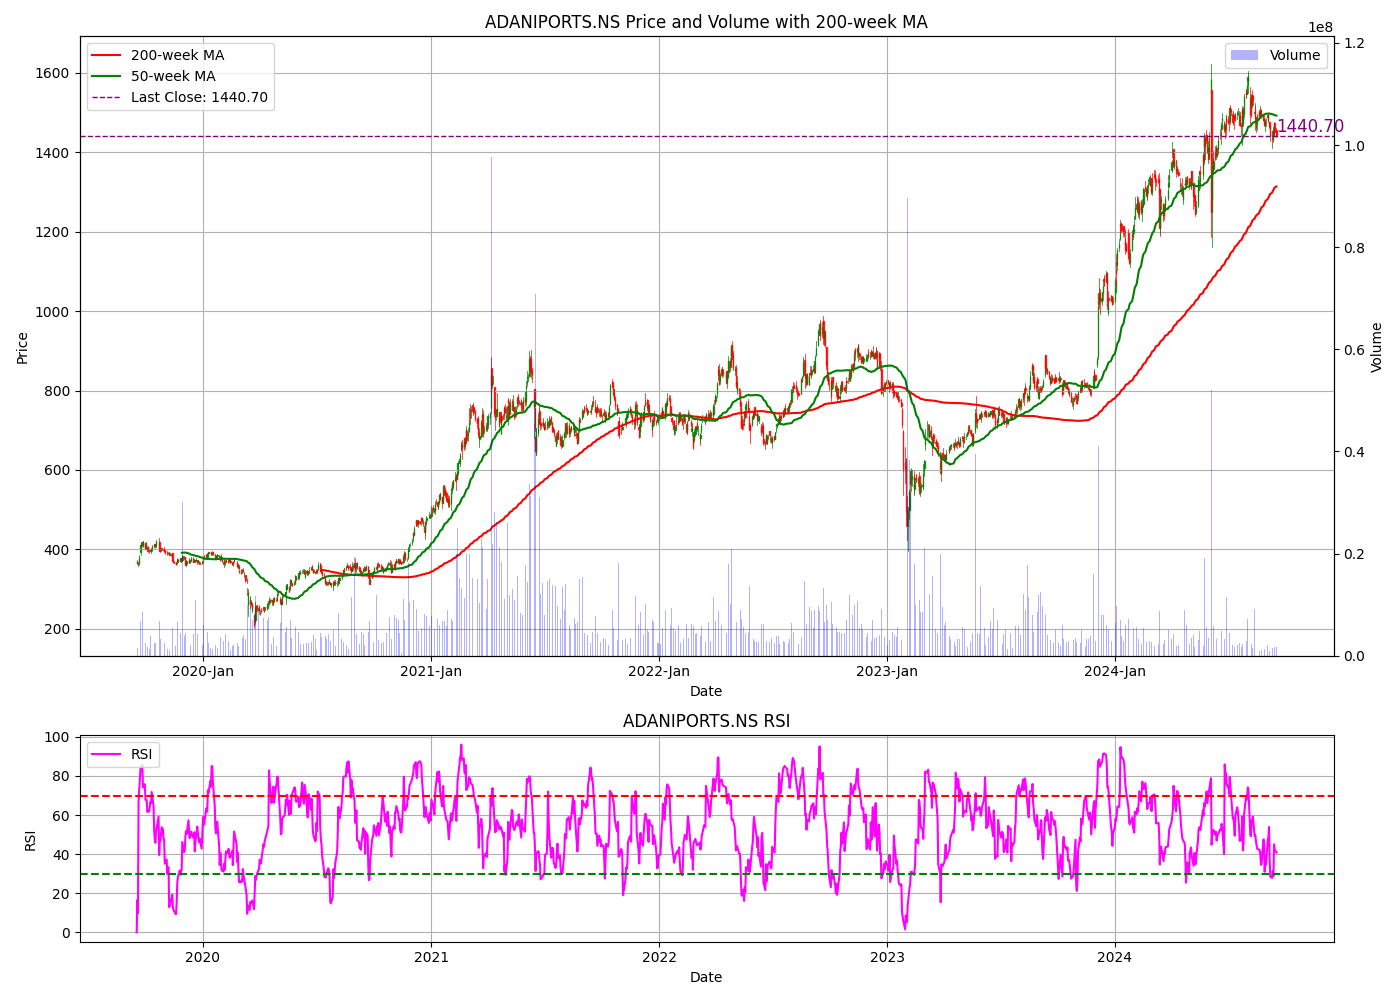 ADANIPORTS.NS Price and Volume with 200-week MA
1e8
200-week MA
50-week MA
Last Close: 1440.70
Volume
1600
1400
1200
1000
800
600
400
200
Price
1.2
1.0
0.8
0.6
0.4
0.2
0.0
Volume
1440.70
2020-Jan
2021-Jan
2022-Jan
2023-Jan
2024-Jan
Date
ADANIPORTS.NS RSI
RSI
100
80
60
40
20
0
RSI
2020
2021
2022
2023
2024
Date